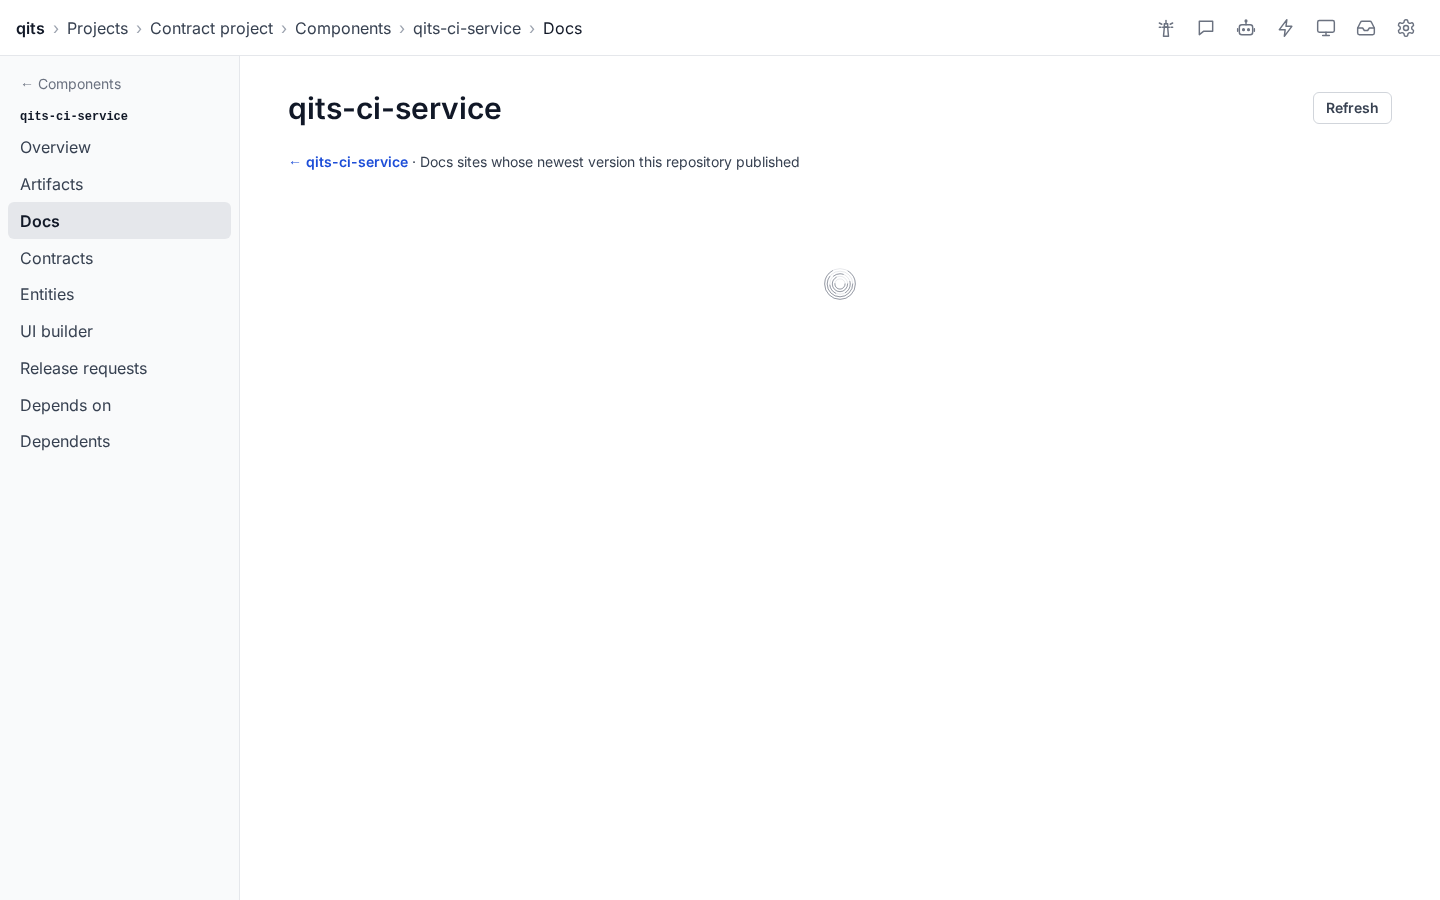 qits › Projects › Contract project › Components › qits-ci-service › Docs
← Components
qits-ci-service
Overview
Artifacts
Docs
Contracts
Entities
UI builder
Release requests
Depends on
Dependents
qits-ci-service
Refresh
← qits-ci-service · Docs sites whose newest version this repository published